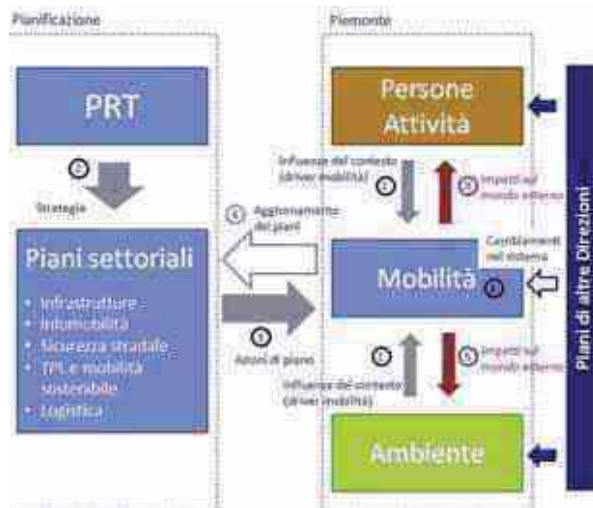 Pianificazione
Piemonte
PRT
Persone
Attività
Influenze del contesto
(driver mobilità)
Impatti sul
mondo esterno
Strategie
Aggiornamento
dei piani
Piani settoriali
• Infrastrutture
• Infomobilità
• Sicurezza stradale
• TPL e mobilità
sostenibile
• Logistica
Mobilità
Cambiamenti
nel sistema
Azioni di piano
Influenze del contesto
(driver mobilità)
Impatti sul
mondo esterno
Ambiente
Piani di altre Direzioni